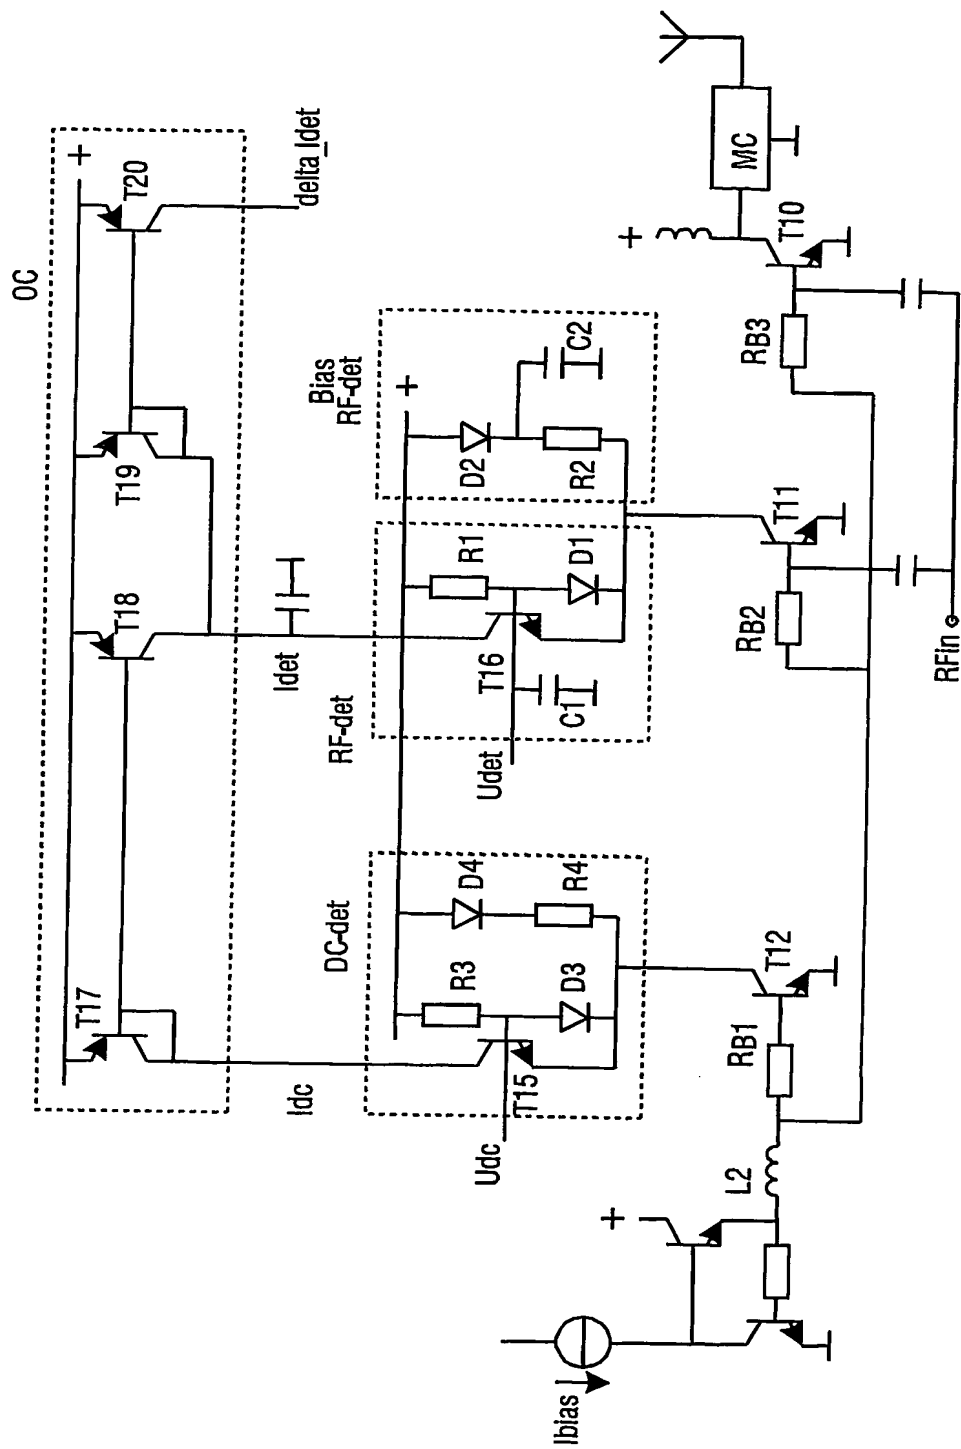 OC
+
T17
T18
T19
T20
Idc
Idet
delta_Idet
DC-det
RF-det
Bias
RF-det
+
R3
D4
R1
D2
C2
D3
R4
D1
R2
T15
T16
C1
Udc
Udet
+
+
MC
T10
T11
T12
RB1
RB2
RB3
L2
Ibias
RFin